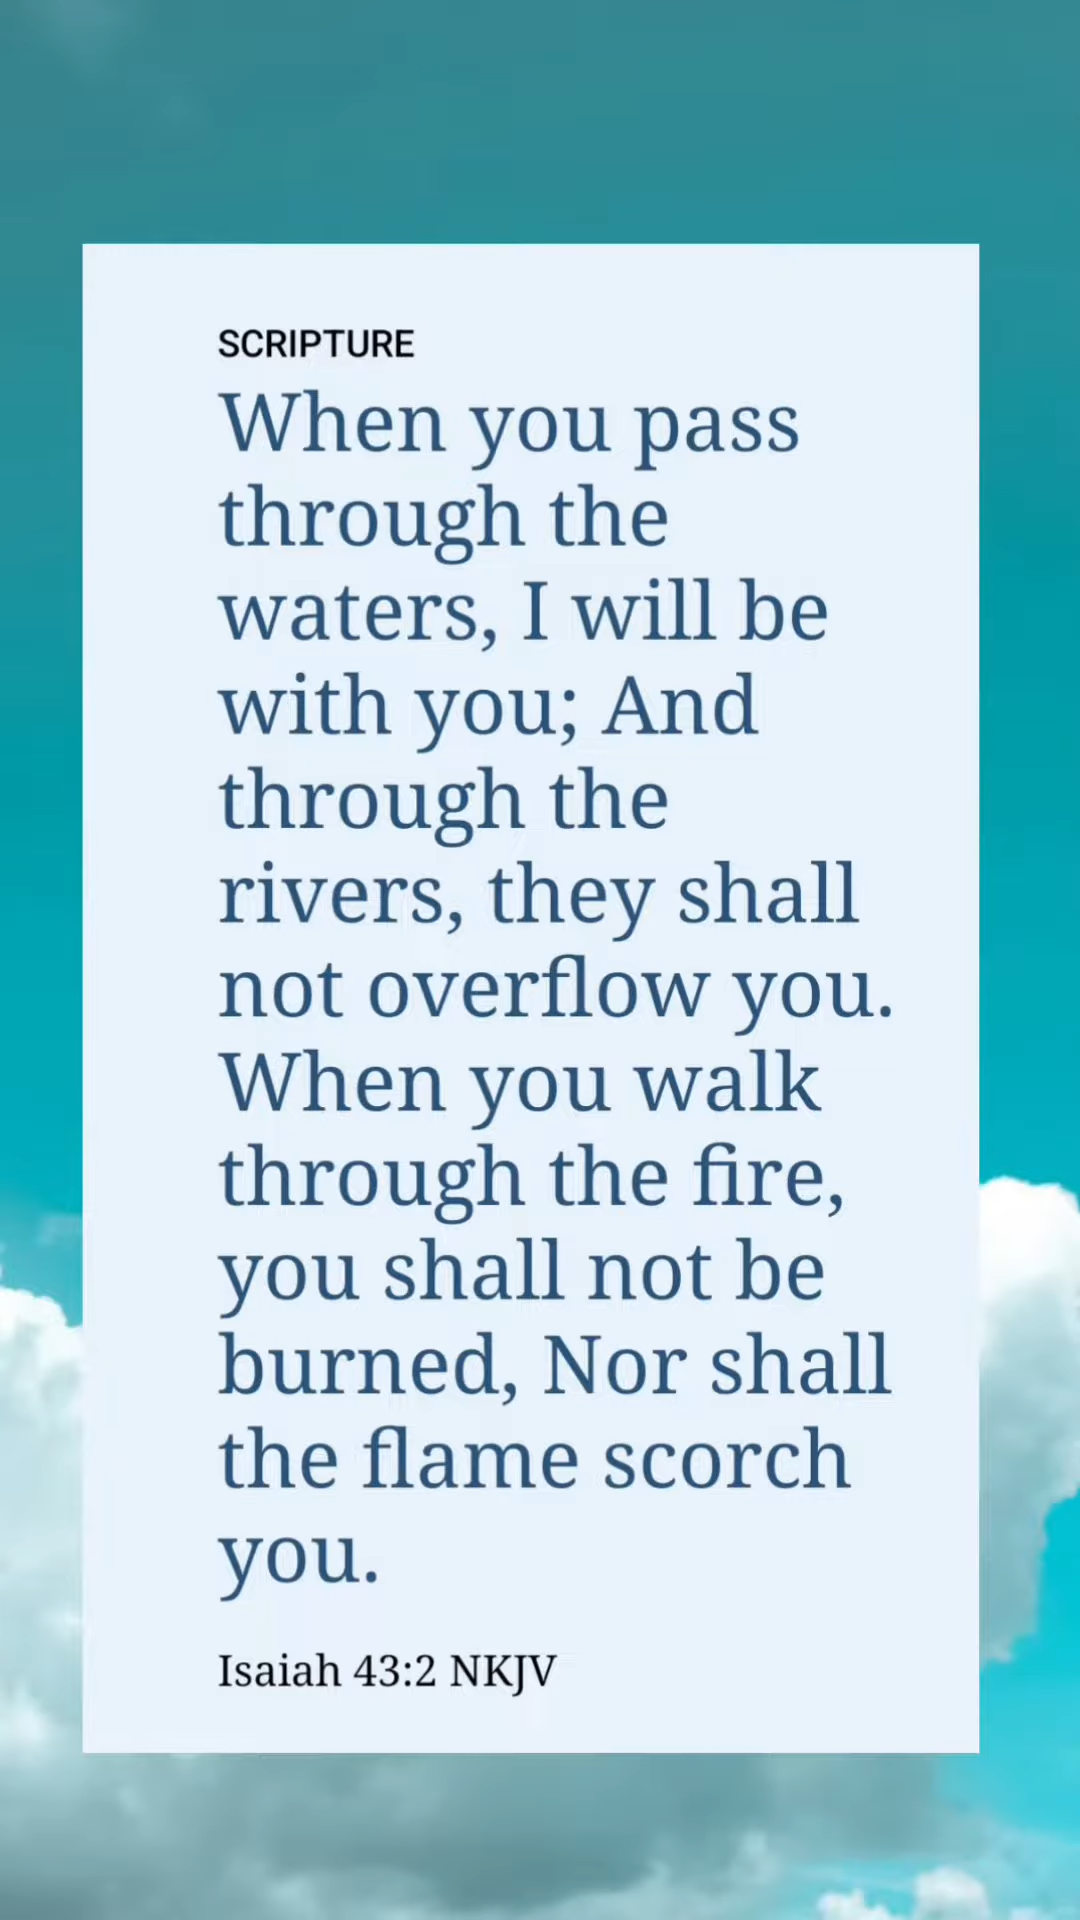 SCRIPTURE
When you pass
through the
waters, I will be
with you; And
through the
rivers, they shall
not overflow you.
When you walk
through the fire,
you shall not be
burned, Nor shall
the flame scorch
you.
Isaiah 43:2 NKJV